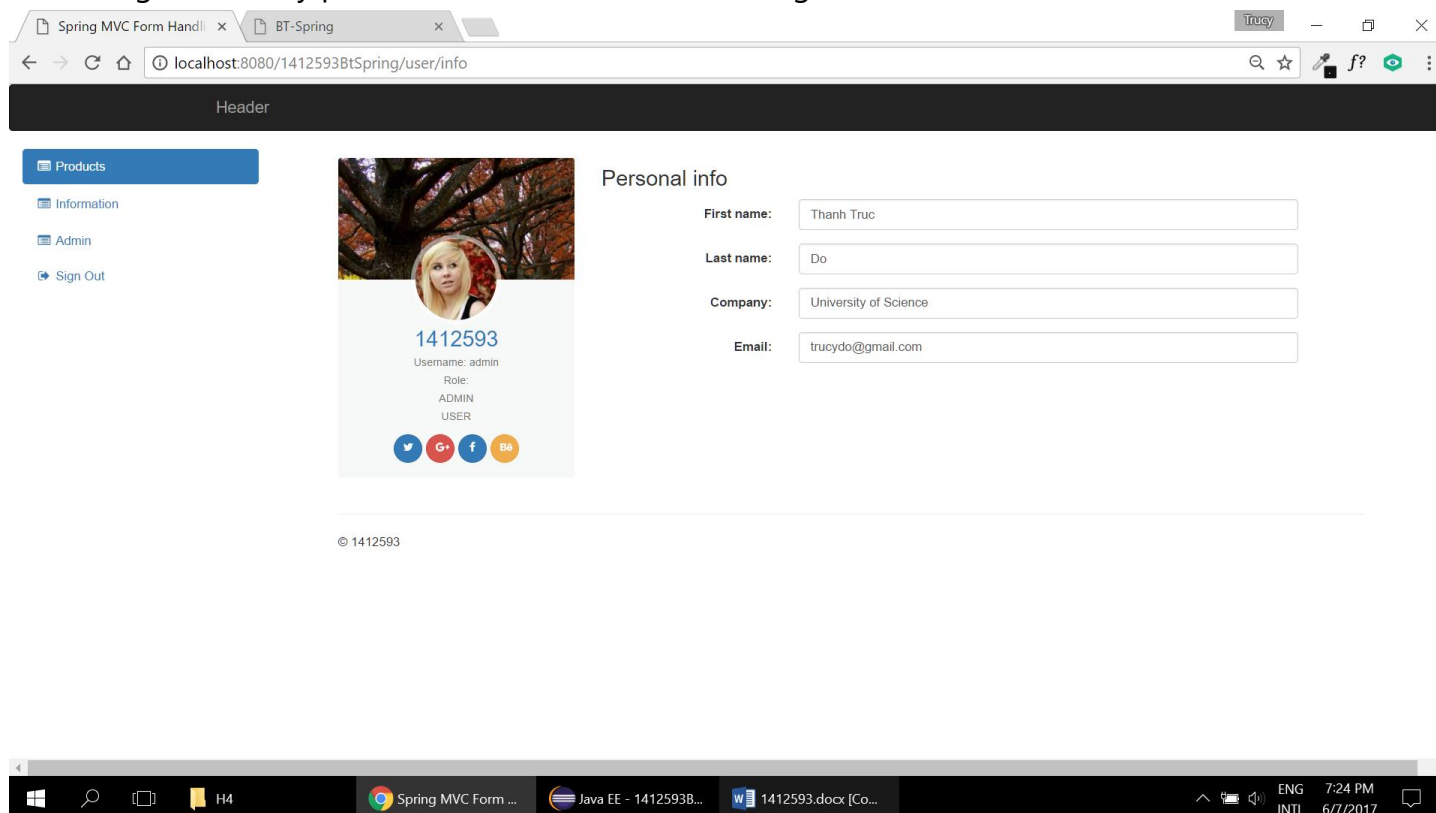 Spring MVC Form Handli
BT-Spring
Trucy
localhost:8080/1412593BtSpring/user/info
f?
Header
Products
Information
Admin
Sign Out
1412593
Username: admin
Role:
ADMIN
USER
G+
f
Bē
Personal info
First name: Thanh Truc
Last name: Do
Company: University of Science
Email: trucydo@gmail.com
© 1412593
H4
Spring MVC Form ...
Java EE - 1412593B...
1412593.docx [Co...
ENG
INTL
7:24 PM
6/7/2017